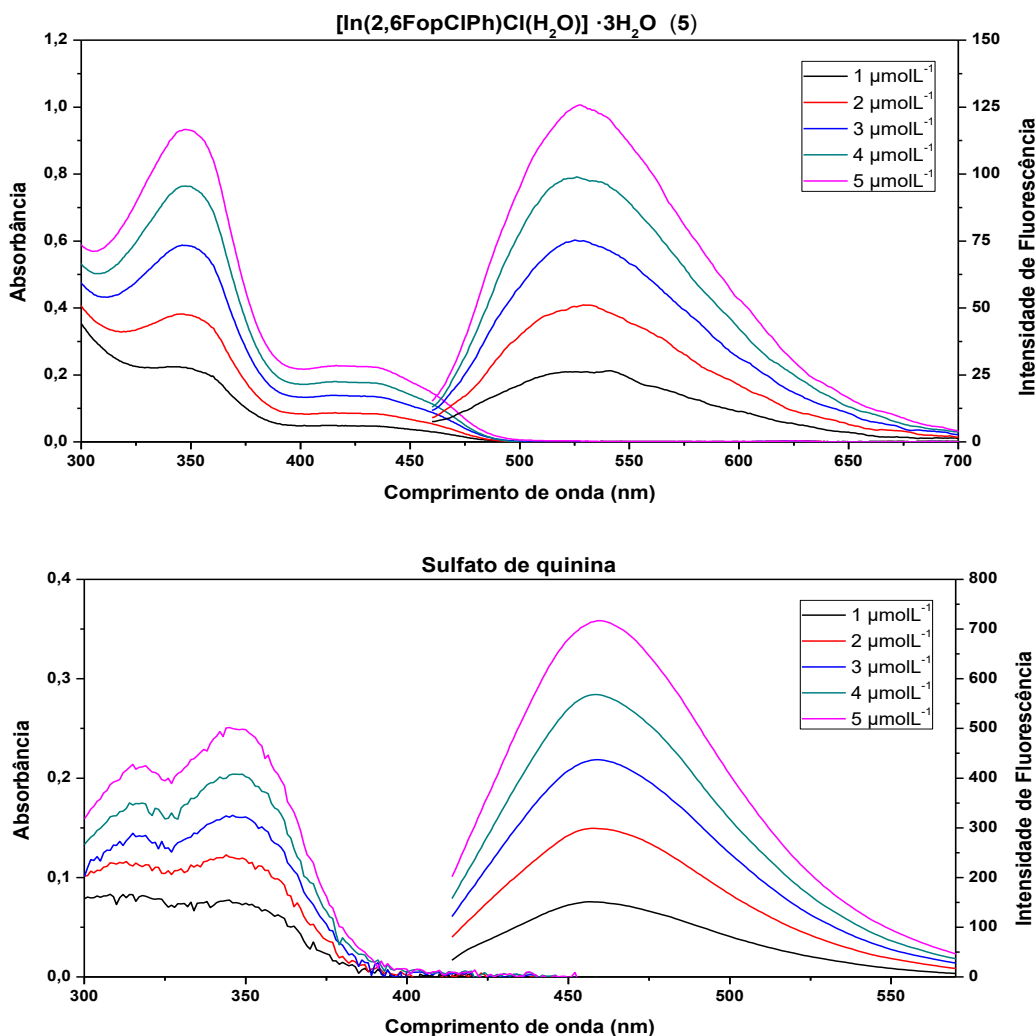 [In(2,6FopClPh)Cl(H₂O)] ·3H₂O (5)
1,2
1,0
0,8
0,6
0,4
0,2
0,0
Absorbância
150
125
100
75
50
25
0
Intensidade de Fluorescência
1 µmolL⁻¹
2 µmolL⁻¹
3 µmolL⁻¹
4 µmolL⁻¹
5 µmolL⁻¹
300 350 400 450 500 550 600 650 700
Comprimento de onda (nm)
Sulfato de quinina
0,4
0,3
0,2
0,1
0,0
Absorbância
800
700
600
500
400
300
200
100
0
Intensidade de Fluorescência
1 µmolL⁻¹
2 µmolL⁻¹
3 µmolL⁻¹
4 µmolL⁻¹
5 µmolL⁻¹
300 350 400 450 500 550
Comprimento de onda (nm)